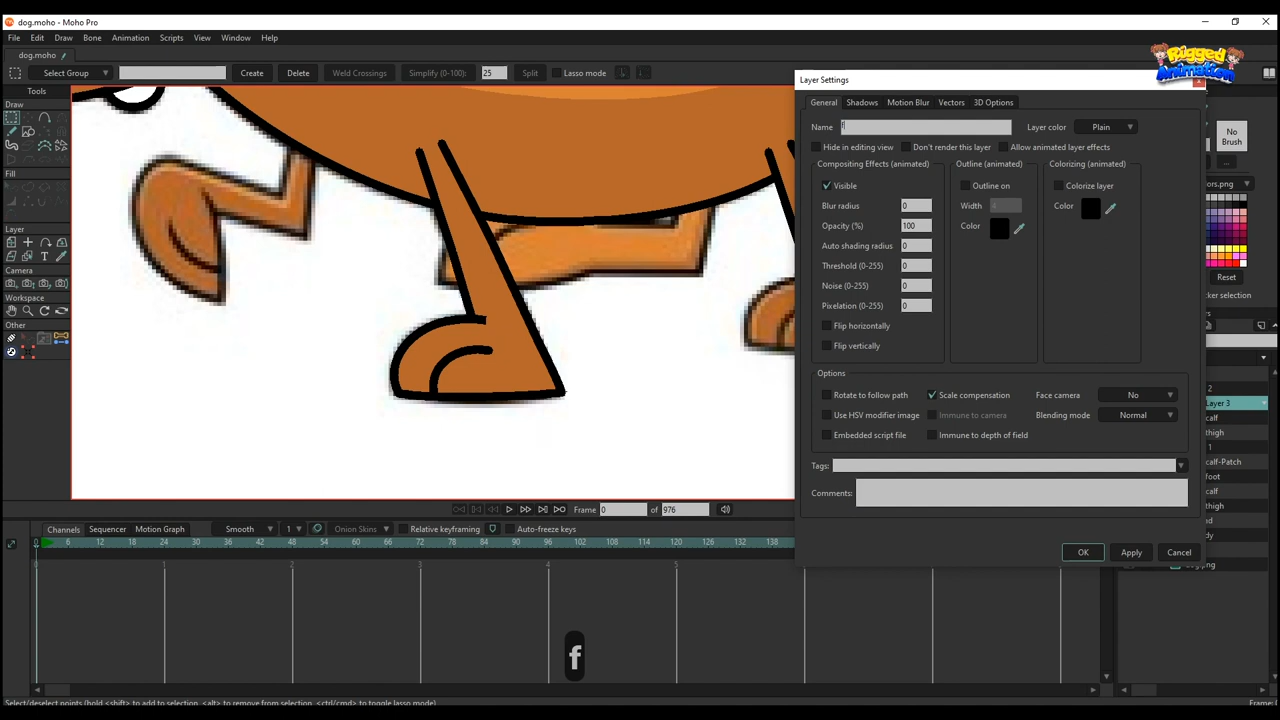 dog.moho - Moho Pro
File Edit Draw Bone Animation Scripts View Window Help
dog.moho
Rigged Animation
Select Group Create Delete Weld Crossings Simplify (0-100): 25 Split Lasso mode
Layer Settings
Tools
Draw
General Shadows Motion Blur Vectors 3D Options
Name f Layer color Plain
No Brush
Hide in editing view Don't render this layer Allow animated layer effects
Compositing Effects (animated) Outline (animated) Colorizing (animated)
Fill
Visible Outline on Colorize layer
ors.png
Blur radius 0 Width 4 Color
Opacity (%) 100 Color
Layer
Auto shading radius 0
Threshold (0-255) 0
Camera
Reset
Noise (0-255) 0
Workspace
cker selection
Pixelation (0-255) 0
Other
Flip horizontally
Flip vertically
Options
2
Rotate to follow path Scale compensation Face camera No
Layer 3
Use HSV modifier image Immune to camera Blending mode Normal
calf
Embedded script file Immune to depth of field
thigh
1
Tags:
calf-Patch
foot
Comments:
calf
thigh
Frame 0 of 976
Channels Sequencer Motion Graph Smooth 1 Onion Skins Relative keyframing Auto-freeze keys
0 6 12 18 24 30 36 42 48 54 60 66 72 78 84 90 96 102 108 114 120 126 132 138
OK Apply Cancel
0 1 2 3 4 5
dog.png
f
Select/deselect points (hold <shift> to add to selection, <alt> to remove from selection, <ctrl/cmd> to toggle lasso mode)
Frame: